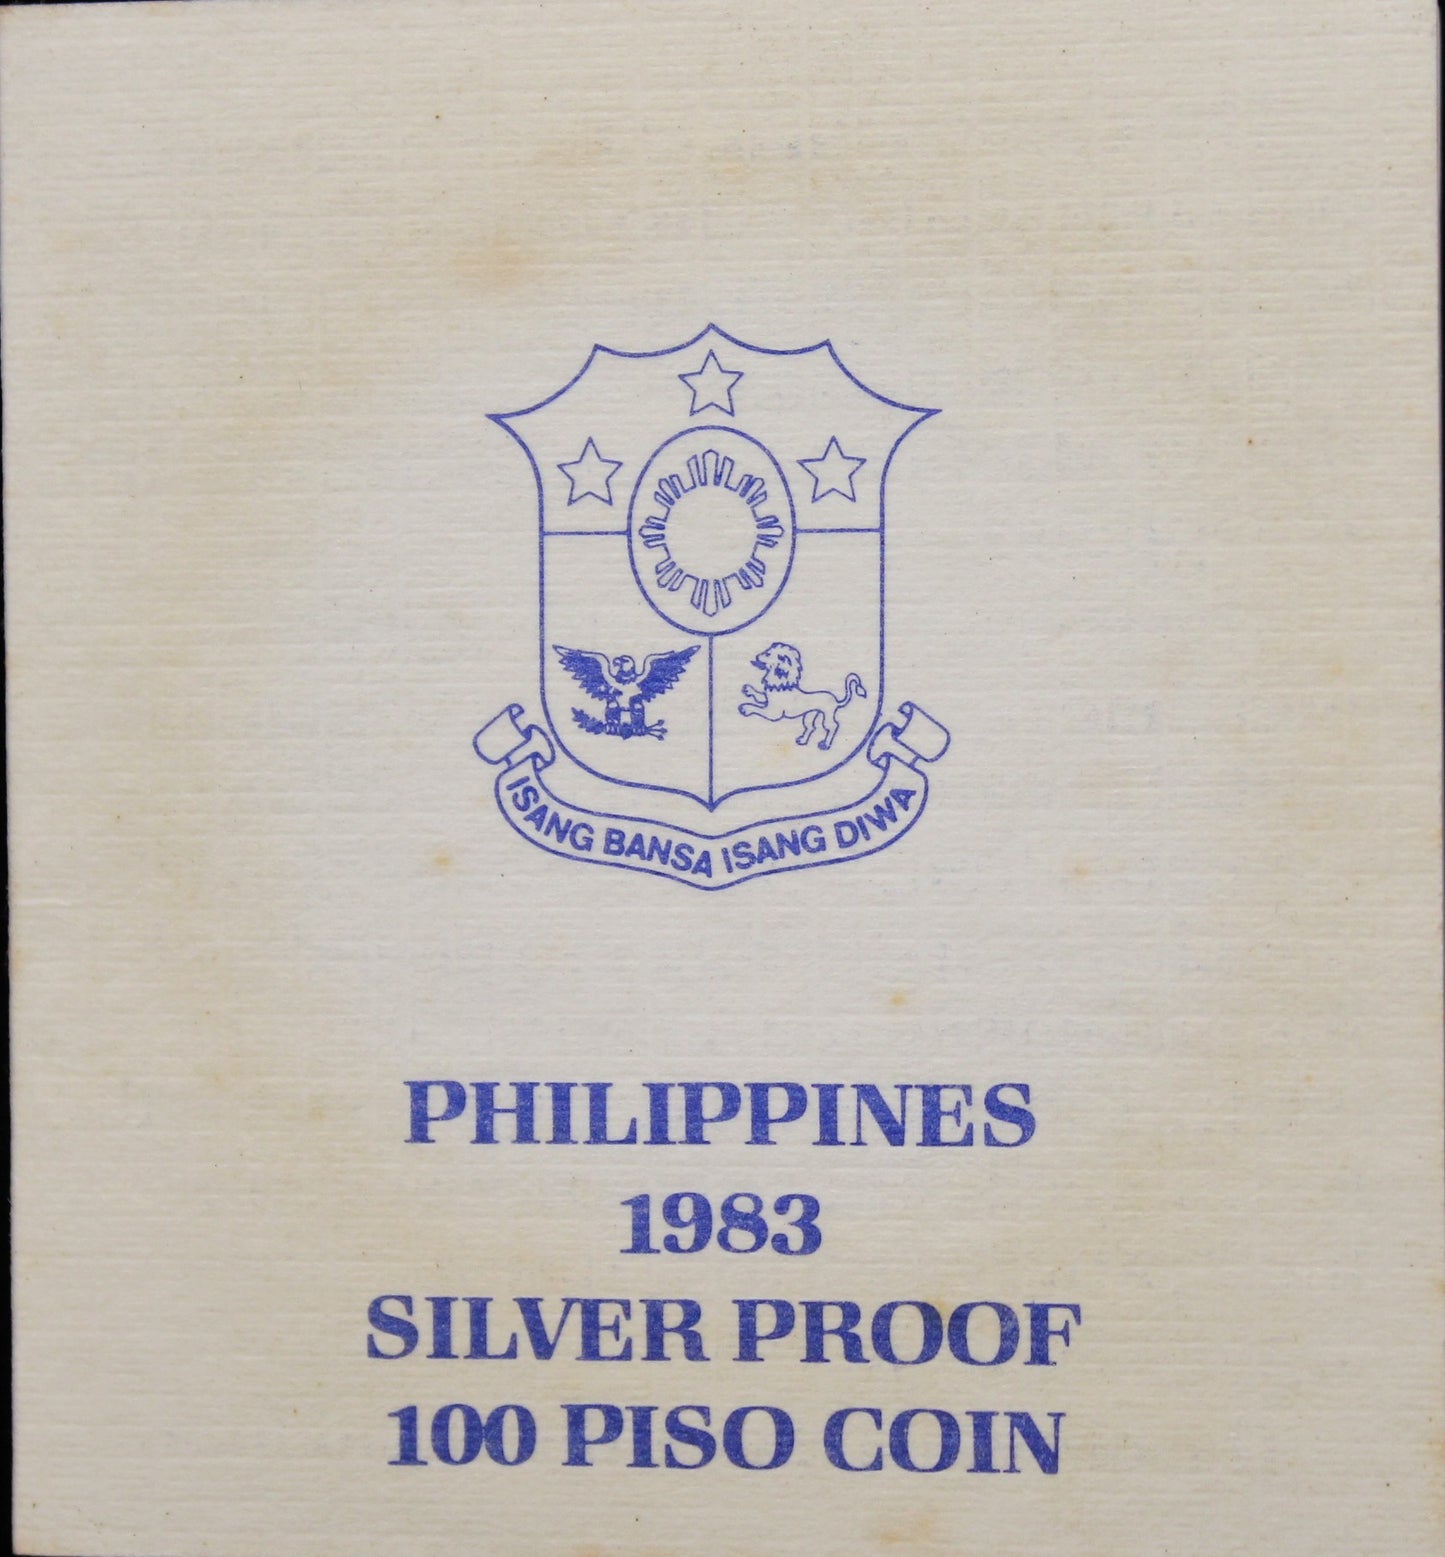 ISANG BANSA ISANG DIWA
PHILIPPINES
1983
SILVER PROOF
100 PISO COIN